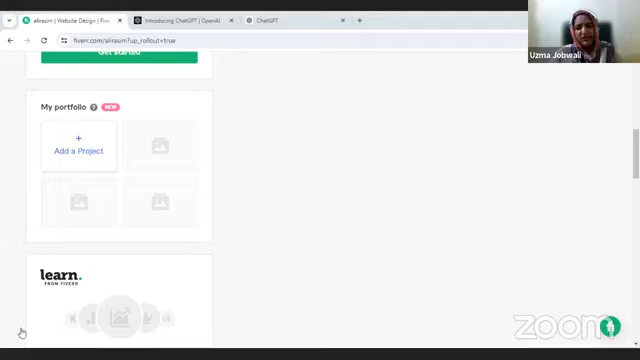 alirasim | Website Design | Fiverr
Introducing ChatGPT | OpenAI
ChatGPT
fiverr.com/alirasim?up_rollout=true
Get started
Uzma Jobwali
My portfolio ? NEW
+
Add a Project
learn.
FROM FIVERR
zoom